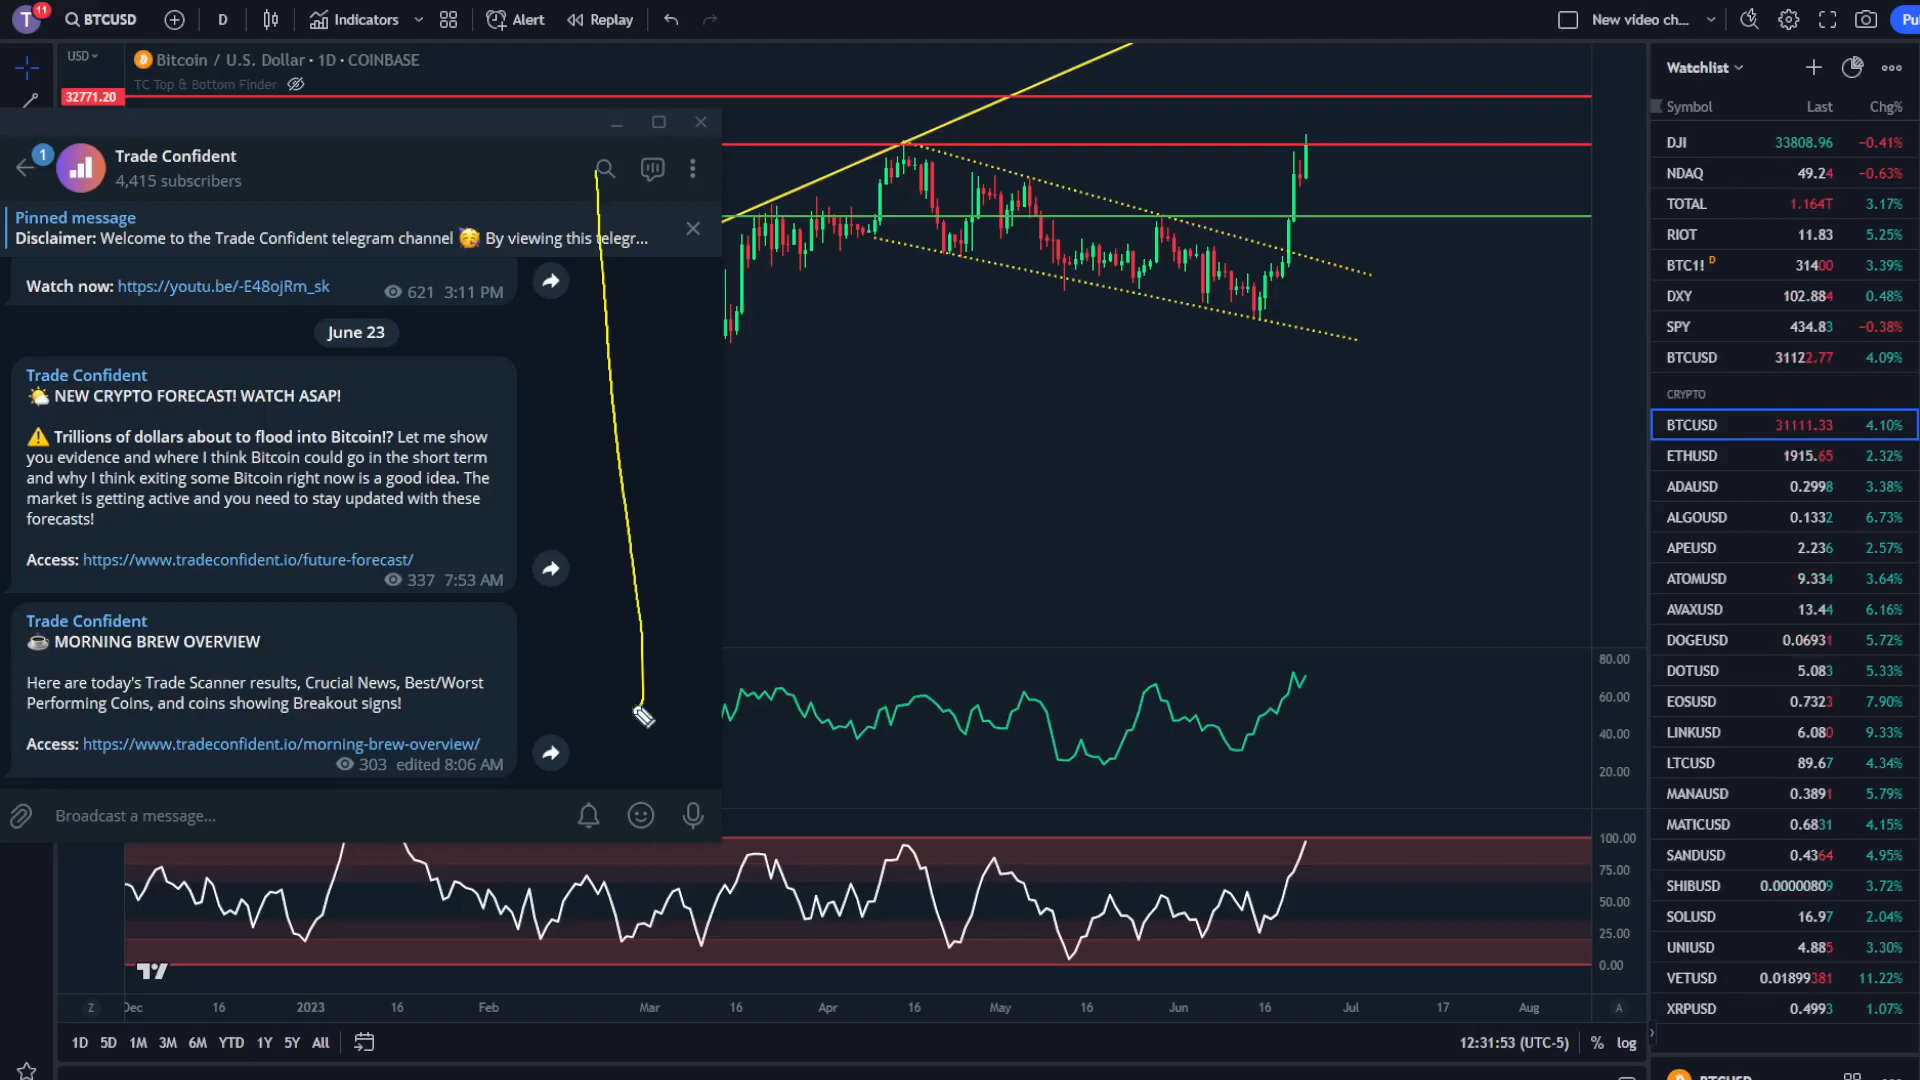 T 11 BTCUSD D Indicators Alert Replay New video ch... Pu
USD
Bitcoin / U.S. Dollar • 1D • COINBASE
TC Top & Bottom Finder
32771.20
1
Trade Confident
4,415 subscribers
Pinned message
Disclaimer: Welcome to the Trade Confident telegram channel 🥳 By viewing this telegr...
Watch now: https://youtu.be/-E48ojRm_sk
621 3:11 PM
June 23
Trade Confident
🌤 NEW CRYPTO FORECAST! WATCH ASAP!
⚠️ Trillions of dollars about to flood into Bitcoin!? Let me show
you evidence and where I think Bitcoin could go in the short term
and why I think exiting some Bitcoin right now is a good idea. The
market is getting active and you need to stay updated with these
forecasts!
Access: https://www.tradeconfident.io/future-forecast/
337 7:53 AM
Trade Confident
☕ MORNING BREW OVERVIEW
Here are today's Trade Scanner results, Crucial News, Best/Worst
Performing Coins, and coins showing Breakout signs!
Access: https://www.tradeconfident.io/morning-brew-overview/
303 edited 8:06 AM
Broadcast a message...
80.00
60.00
40.00
20.00
100.00
75.00
50.00
25.00
0.00
Z Dec 16 2023 16 Feb Mar 16 Apr 16 May 16 Jun 16 Jul 17 Aug A
1D 5D 1M 3M 6M YTD 1Y 5Y All 12:31:53 (UTC-5) % log
Watchlist
Symbol Last Chg%
DJI 33808.96 −0.41%
NDAQ 49.24 −0.63%
TOTAL 1.164T 3.17%
RIOT 11.83 5.25%
BTC1! D 31400 3.39%
DXY 102.884 0.48%
SPY 434.83 −0.38%
BTCUSD 31122.77 4.09%
CRYPTO
BTCUSD 31111.33 4.10%
ETHUSD 1915.65 2.32%
ADAUSD 0.2998 3.38%
ALGOUSD 0.1332 6.73%
APEUSD 2.236 2.57%
ATOMUSD 9.334 3.64%
AVAXUSD 13.44 6.16%
DOGEUSD 0.06931 5.72%
DOTUSD 5.083 5.33%
EOSUSD 0.7323 7.90%
LINKUSD 6.080 9.33%
LTCUSD 89.67 4.34%
MANAUSD 0.3891 5.79%
MATICUSD 0.6831 4.15%
SANDUSD 0.4364 4.95%
SHIBUSD 0.00000809 3.72%
SOLUSD 16.97 2.04%
UNIUSD 4.885 3.30%
VETUSD 0.01899381 11.22%
XRPUSD 0.4993 1.07%
BTCUSD